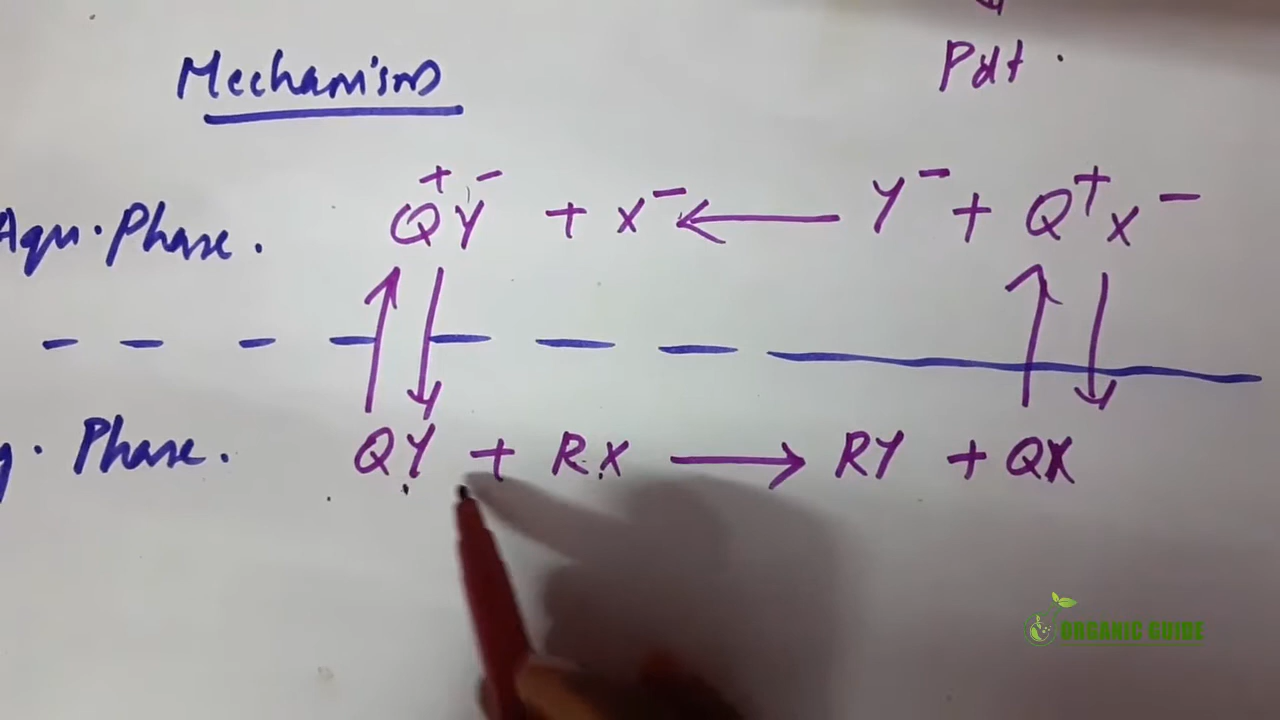 Pdt.
Mechanism
Aqu. Phase. Q⁺Y⁻ + X⁻ ← Y⁻ + Q⁺X⁻
Phase. QY + RX → RY + QX
ORGANIC GUIDE